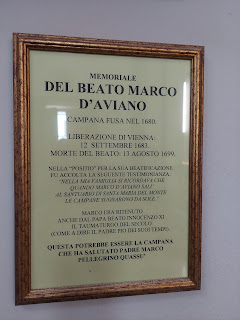 MEMORIALE
DEL BEATO MARCO
D'AVIANO
CAMPANA FUSA NEL 1680.
LIBERAZIONE DI VIENNA:
12 SETTEMBRE 1683.
MORTE DEL BEATO: 13 AGOSTO 1699.
NELLA "POSITIO" PER LA SUA BEATIFICAZIONE
FU ACCOLTA LA SEGUENTE TESTIMONIANZA:
"NELLA MIA FAMIGLIA SI RICORDAVA CHE
QUANDO MARCO D'AVIANO SALÌ
AL SANTUARIO DI SANTA MARIA DEL MONTE
LE CAMPANE SUONARONO DA SOLE."
MARCO ERA RITENUTO
ANCHE DAL PAPA BEATO INNOCENZO XI
IL TAUMATURGO DEL SECOLO
(COME A DIRE IL PADRE PIO DEI SUOI TEMPI).
QUESTA POTREBBE ESSERE LA CAMPANA
CHE HA SALUTATO PADRE MARCO
PELLEGRINO QUASSÙ